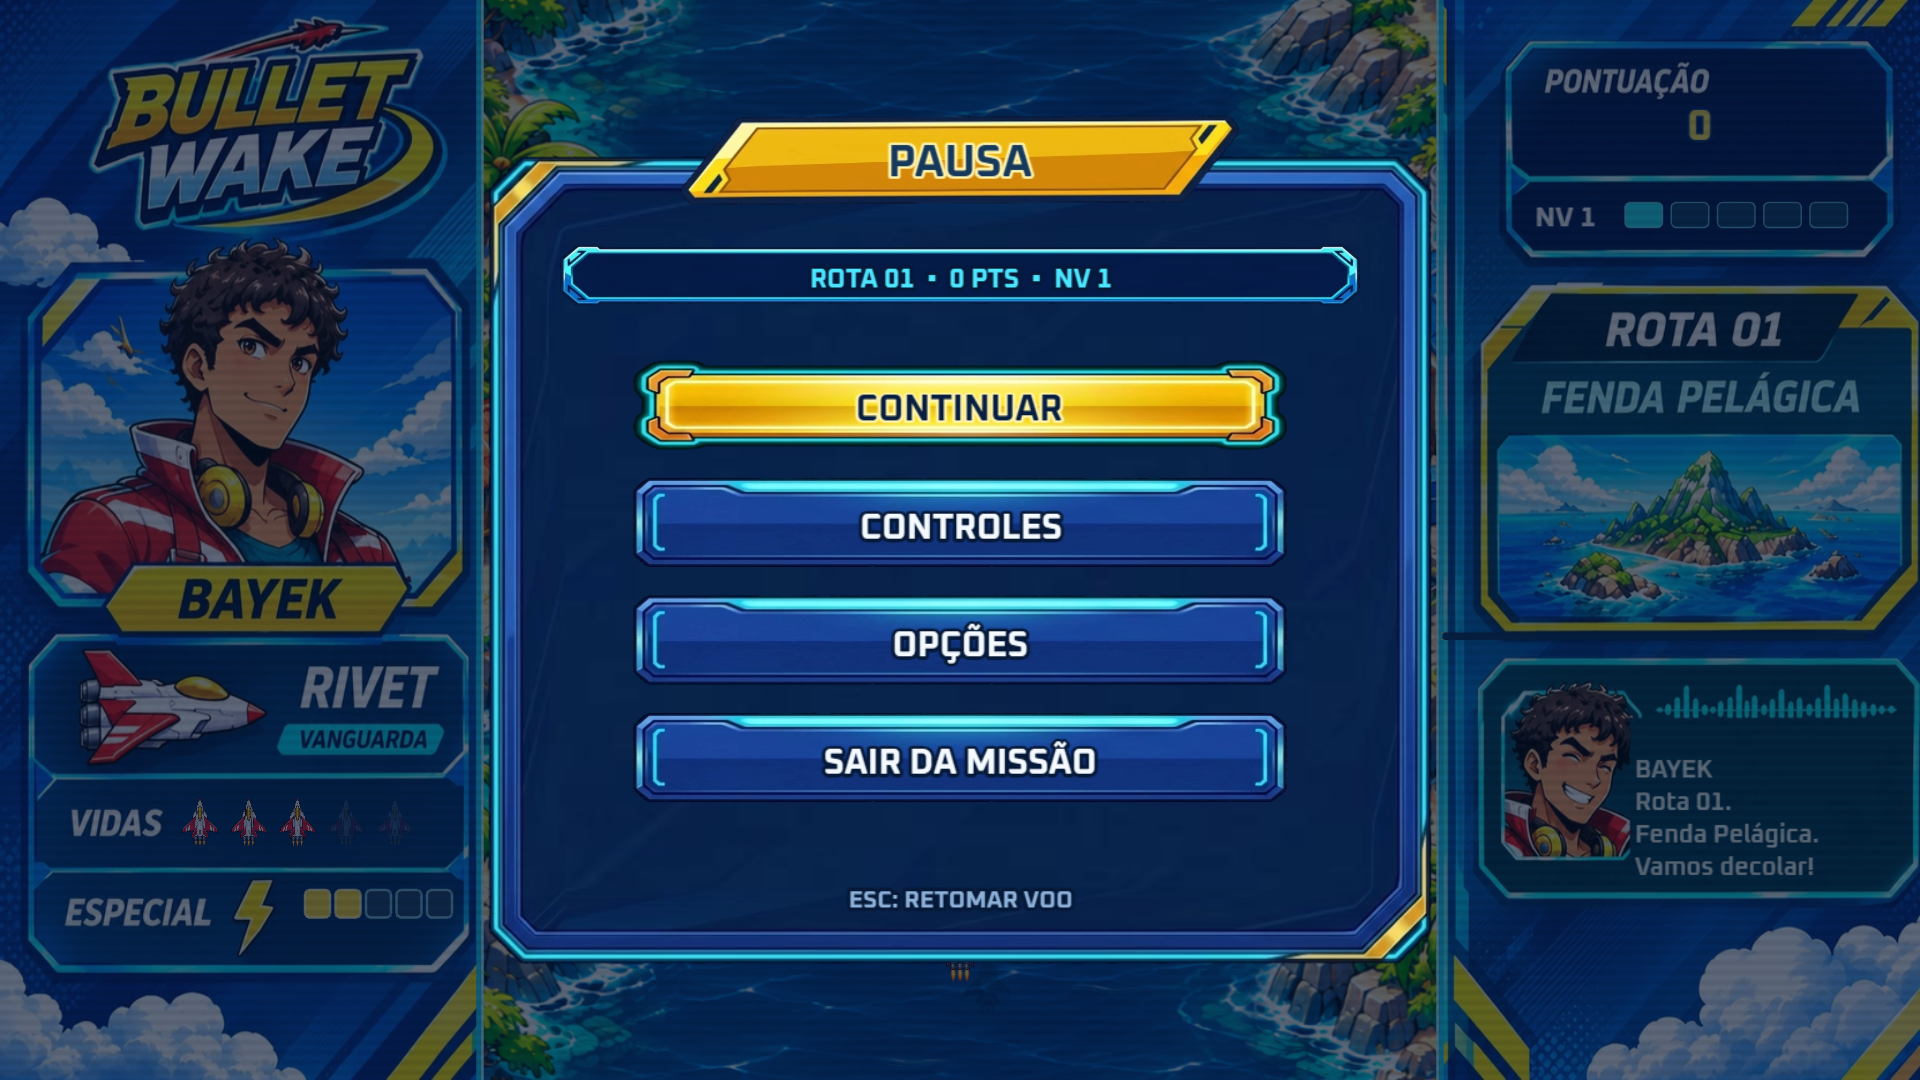 BULLET
WAKE
BAYEK
RIVET
VANGUARDA
VIDAS
ESPECIAL
PAUSA
ROTA 01 · 0 PTS · NV 1
CONTINUAR
CONTROLES
OPÇÕES
SAIR DA MISSÃO
ESC: RETOMAR VOO
PONTUAÇÃO
0
NV 1
ROTA 01
FENDA PELÁGICA
BAYEK
Rota 01.
Fenda Pelágica.
Vamos decolar!